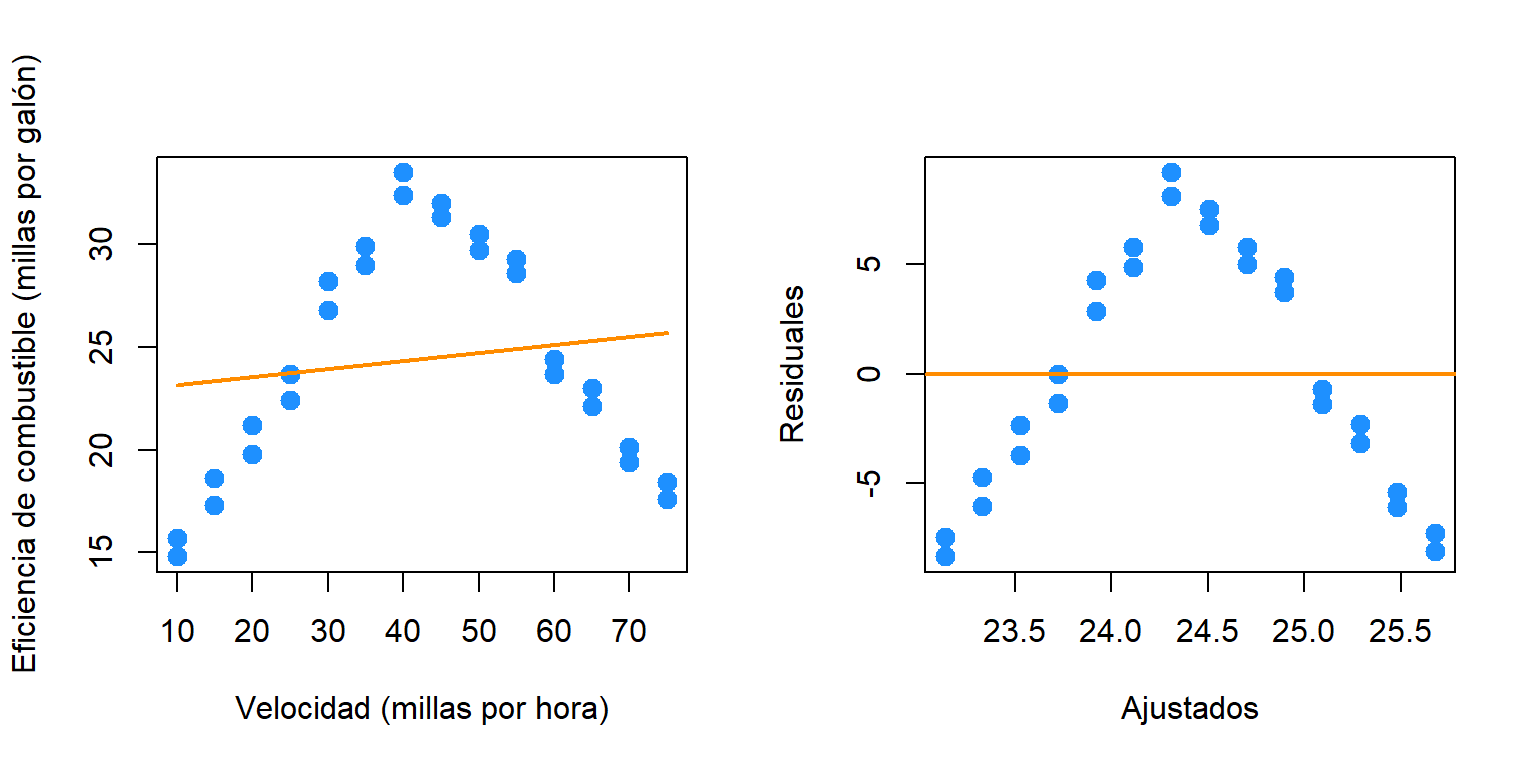 Eficiencia de combustible (millas por galón)
30
25
20
15
10 20 30 40 50 60 70
Velocidad (millas por hora)
Residuales
5
0
-5
23.5 24.0 24.5 25.0 25.5
Ajustados